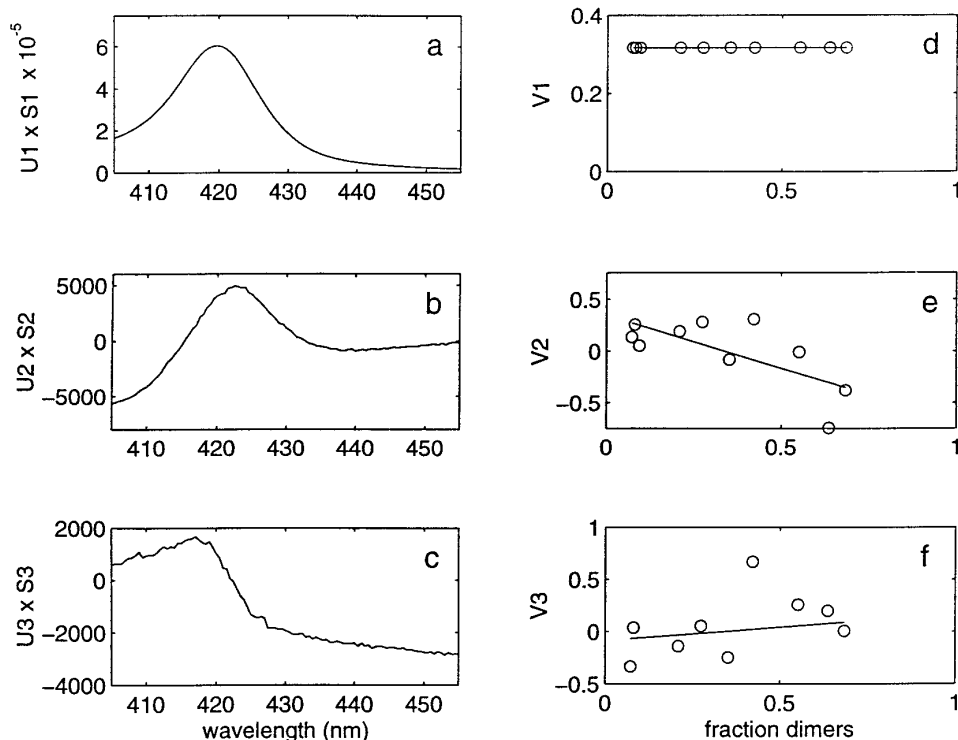 U1 x S1 x 10^-5
6
4
2
0
410 420 430 440 450
a
V1
0.4
0.2
0
0 0.5 1
d
U2 x S2
5000
0
-5000
410 420 430 440 450
b
V2
0.5
0
-0.5
0 0.5 1
e
U3 x S3
2000
0
-2000
-4000
410 420 430 440 450
wavelength (nm)
c
V3
1
0.5
0
-0.5
0 0.5 1
fraction dimers
f